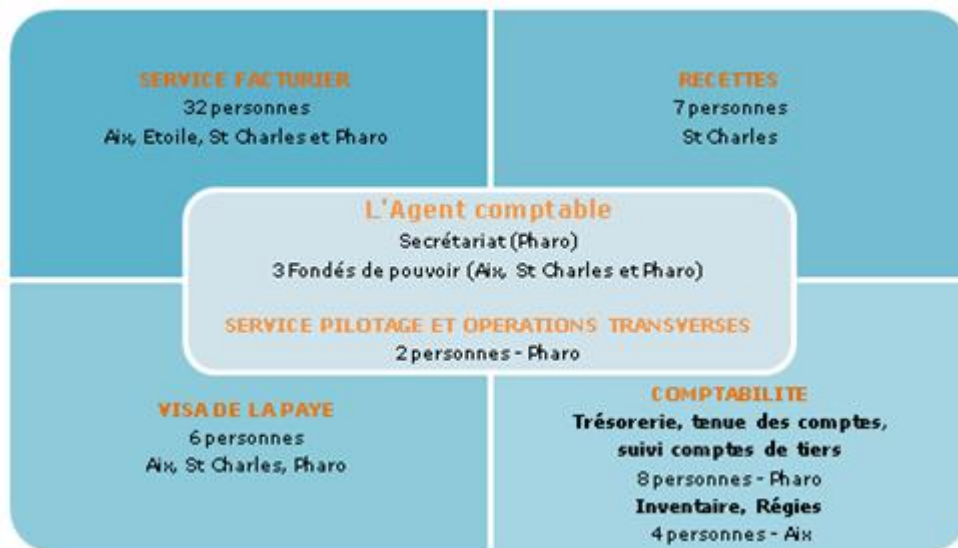 SERVICE FACTURIER
32 personnes
Aix, Etoile, St Charles et Pharo
RECETTES
7 personnes
St Charles
L'Agent comptable
Secrétariat (Pharo)
3 Fondés de pouvoir (Aix, St Charles et Pharo)
SERVICE PILOTAGE ET OPERATIONS TRANSVERSES
2 personnes - Pharo
VISA DE LA PAYE
6 personnes
Aix, St Charles, Pharo
COMPTABILITE
Trésorerie, tenue des comptes,
suivi comptes de tiers
8 personnes - Pharo
Inventaire, Régies
4 personnes - Aix